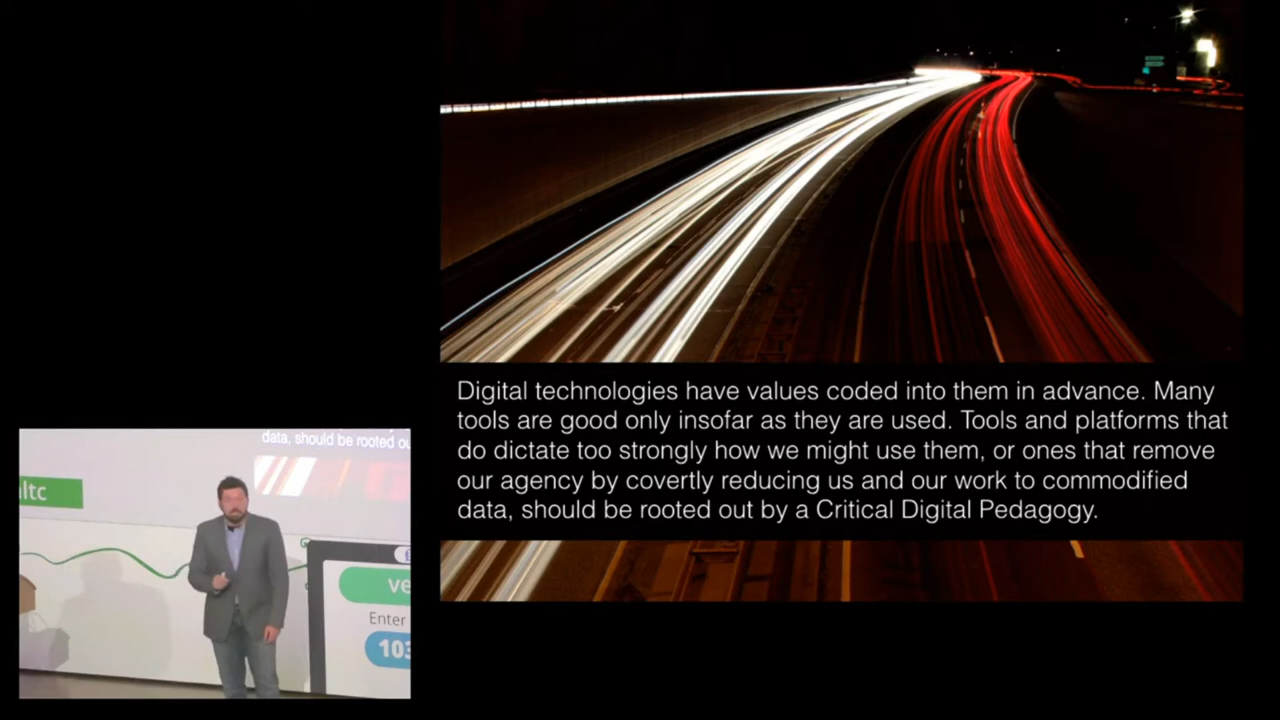 Digital technologies have values coded into them in advance. Many
tools are good only insofar as they are used. Tools and platforms that
do dictate too strongly how we might use them, or ones that remove
our agency by covertly reducing us and our work to commodified
data, should be rooted out by a Critical Digital Pedagogy.
data, should be rooted ou
ltc
ve
Enter
103